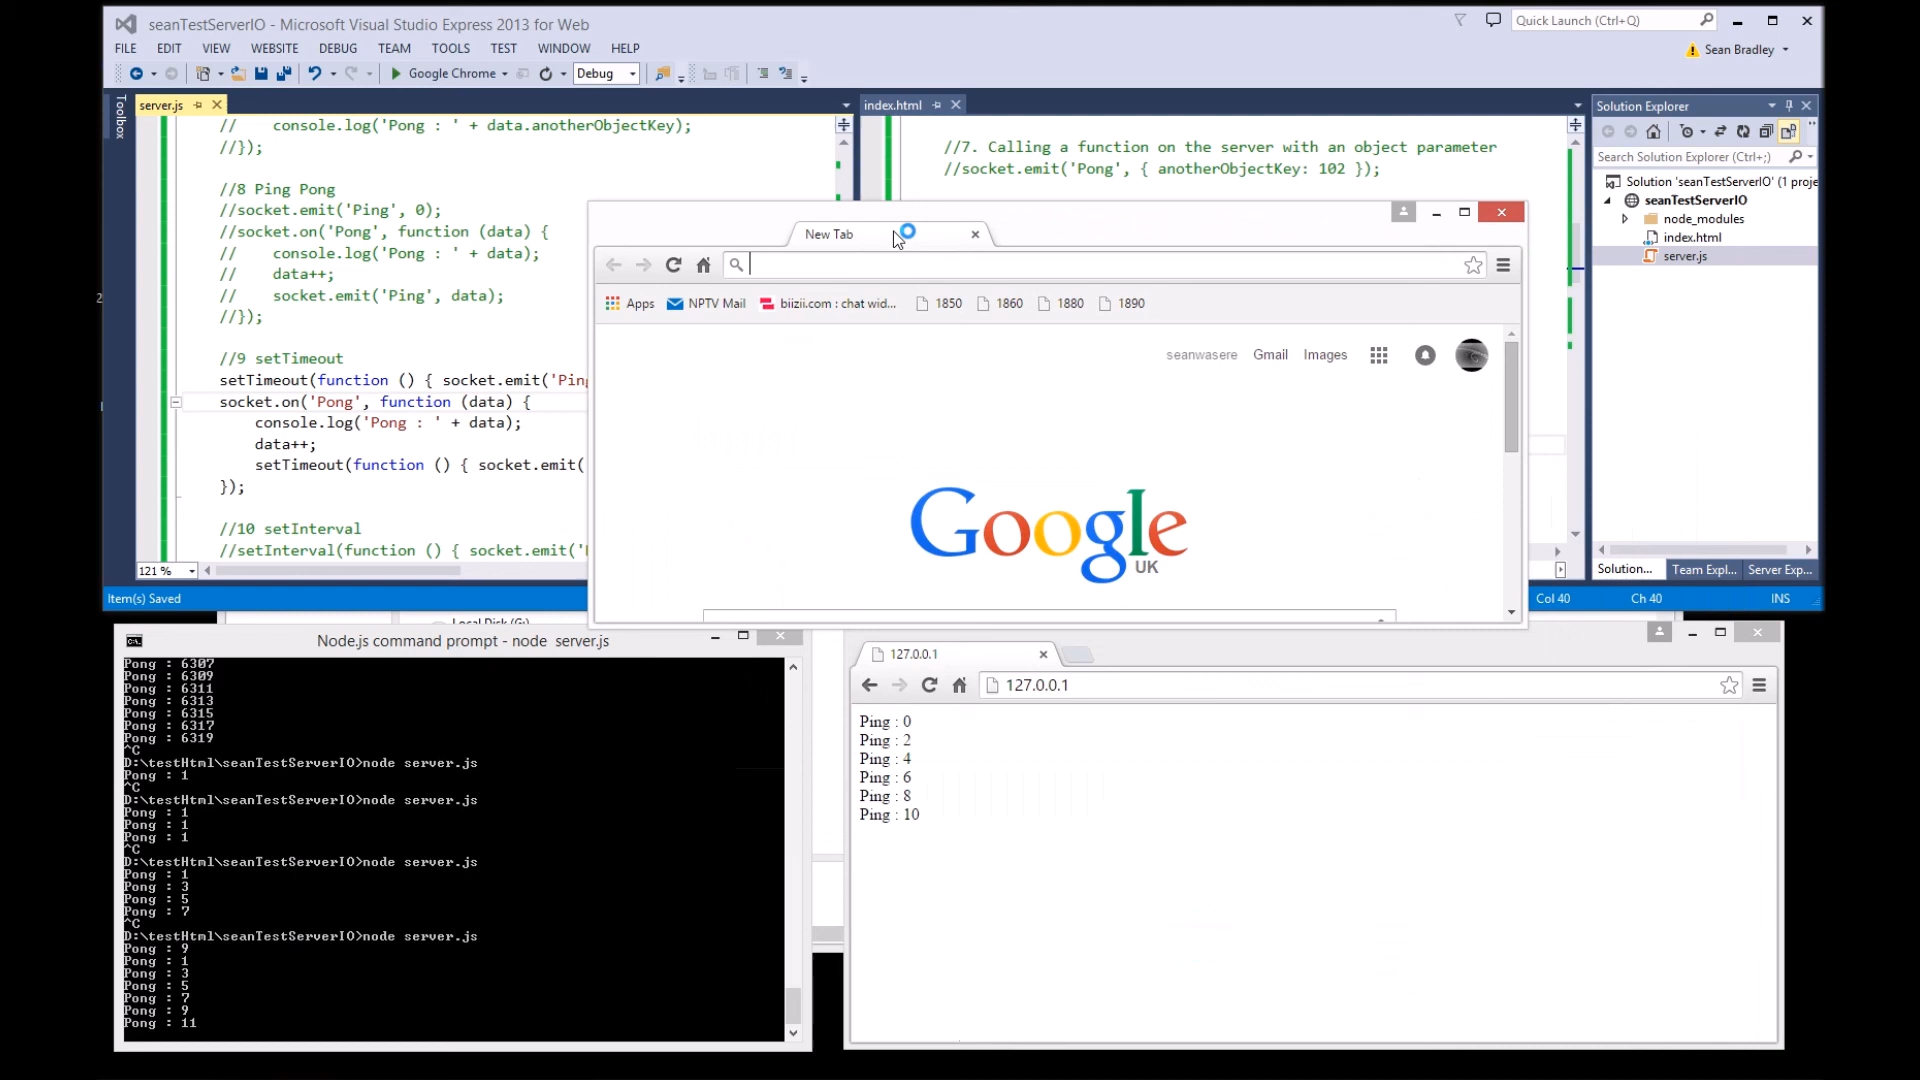 seanTestServerIO - Microsoft Visual Studio Express 2013 for Web
Quick Launch (Ctrl+Q)
FILE EDIT VIEW WEBSITE DEBUG TEAM TOOLS TEST WINDOW HELP
Sean Bradley
Google Chrome Debug
Toolbox
server.js
// console.log('Pong : ' + data.anotherObjectKey);
//});
//8 Ping Pong
//socket.emit('Ping', 0);
//socket.on('Pong', function (data) {
// console.log('Pong : ' + data);
// data++;
// socket.emit('Ping', data);
//});
//9 setTimeout
setTimeout(function () { socket.emit('Ping
socket.on('Pong', function (data) {
console.log('Pong : ' + data);
data++;
setTimeout(function () { socket.emit(
});
//10 setInterval
//setInterval(function () { socket.emit('
121 %
Item(s) Saved
Col 40 Ch 40 INS
index.html
//7. Calling a function on the server with an object parameter
//socket.emit('Pong', { anotherObjectKey: 102 });
Solution Explorer
Search Solution Explorer (Ctrl+;)
Solution 'seanTestServerIO' (1 proje
seanTestServerIO
node_modules
index.html
server.js
Solution... Team Expl... Server Exp...
New Tab
Apps NPTV Mail biizii.com : chat wid... 1850 1860 1880 1890
seanwasere Gmail Images
Google
UK
Local Disk (G:)
Node.js command prompt - node server.js
Pong : 6307
Pong : 6309
Pong : 6311
Pong : 6313
Pong : 6315
Pong : 6317
Pong : 6319
^C
D:\testHtml\seanTestServerIO>node server.js
Pong : 1
^C
D:\testHtml\seanTestServerIO>node server.js
Pong : 1
Pong : 1
Pong : 1
^C
D:\testHtml\seanTestServerIO>node server.js
Pong : 1
Pong : 3
Pong : 5
Pong : 7
^C
D:\testHtml\seanTestServerIO>node server.js
Pong : 9
Pong : 1
Pong : 3
Pong : 5
Pong : 7
Pong : 9
Pong : 11
127.0.0.1
127.0.0.1
Ping : 0
Ping : 2
Ping : 4
Ping : 6
Ping : 8
Ping : 10